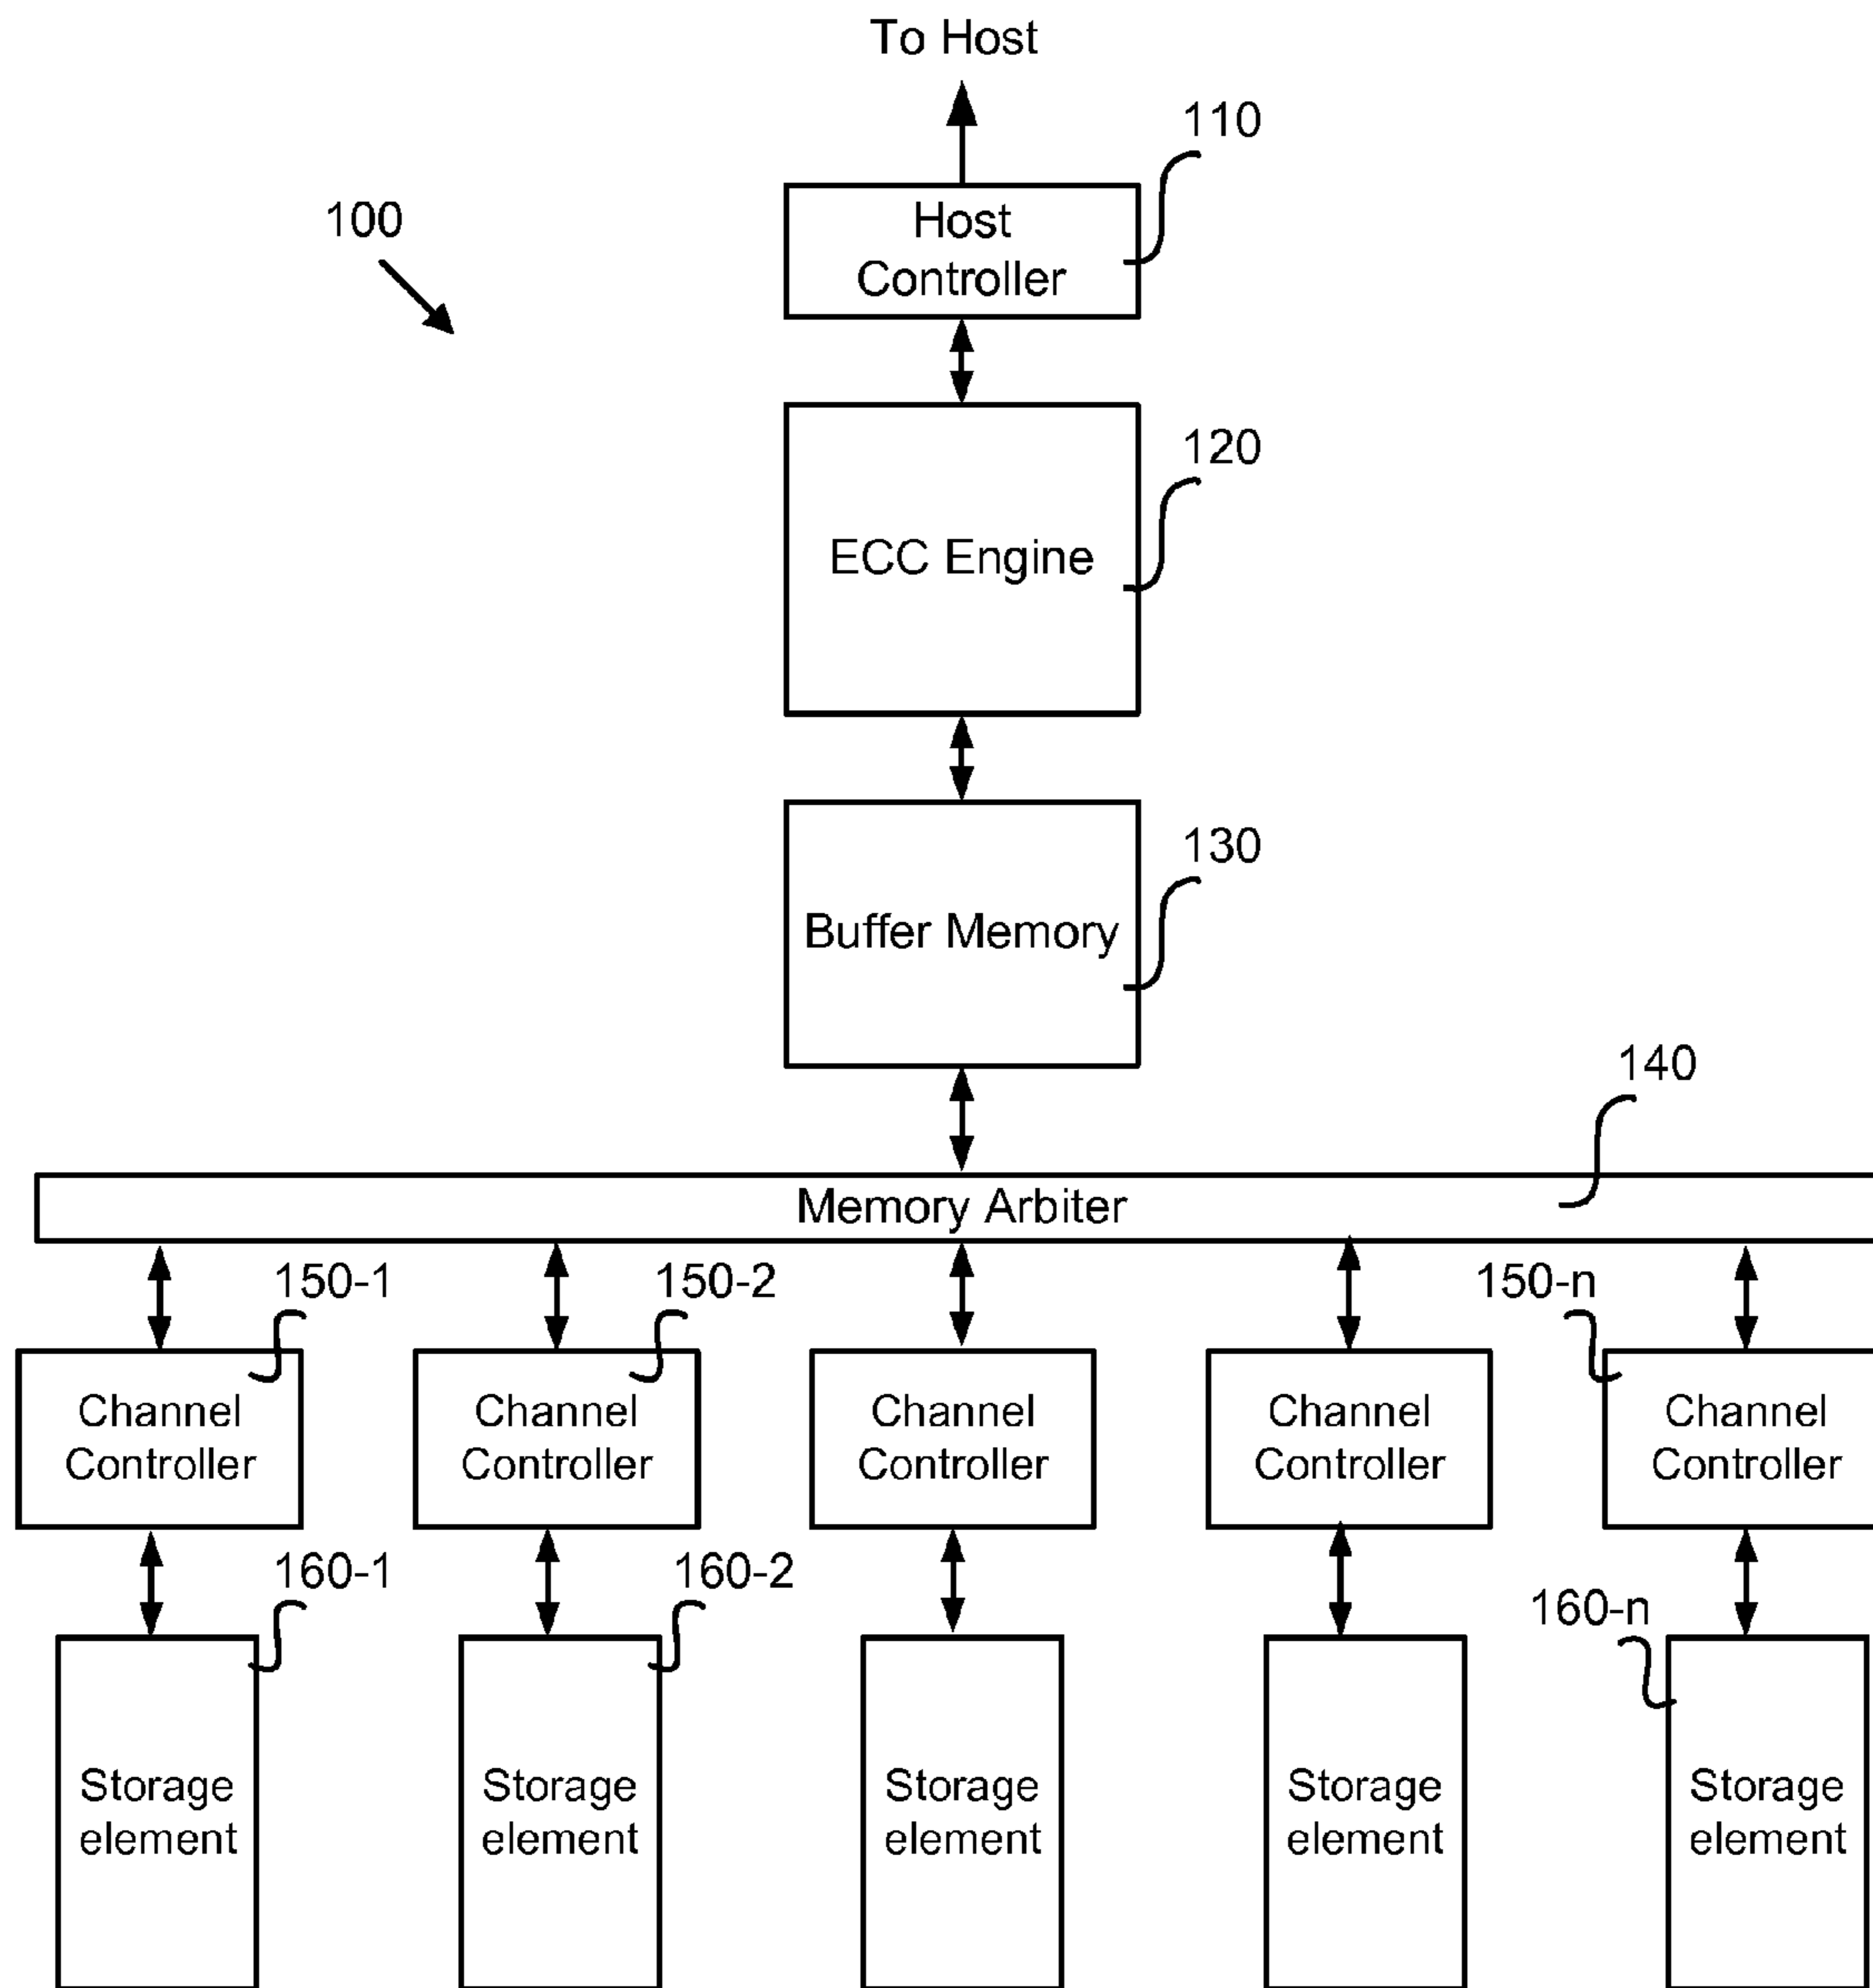 To Host
110
100
Host
Controller
120
ECC Engine
130
Buffer Memory
140
Memory Arbiter
150-1
150-2
150-n
Channel
Controller
Channel
Controller
Channel
Controller
Channel
Controller
Channel
Controller
160-1
160-2
160-n
Storage
element
Storage
element
Storage
element
Storage
element
Storage
element